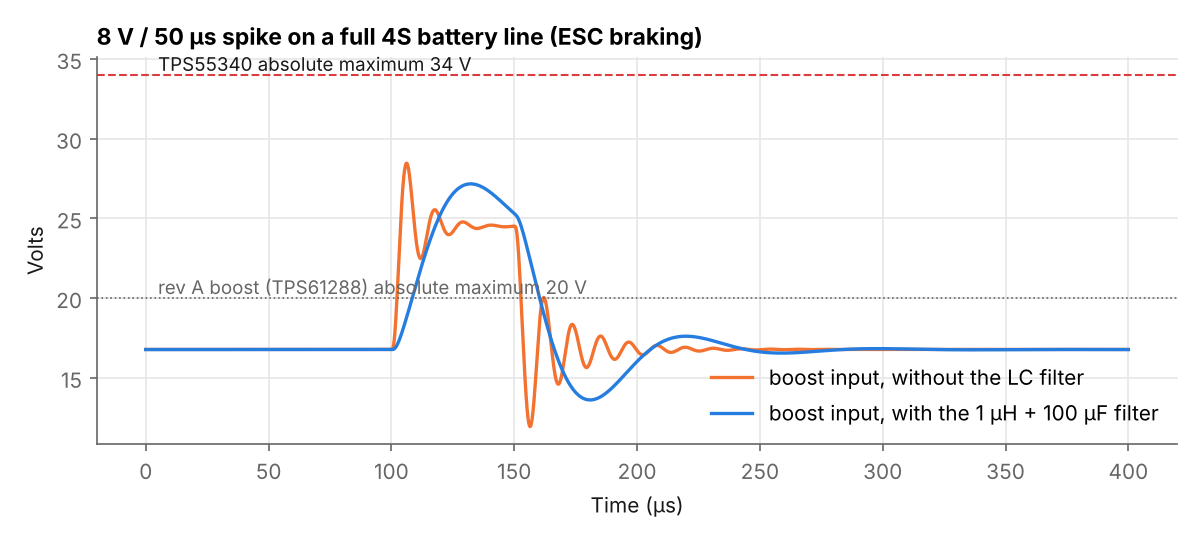 8 V / 50 µs spike on a full 4S battery line (ESC braking)
35
TPS55340 absolute maximum 34 V
30
25
Volts
rev A boost (TPS61288) absolute maximum 20 V
20
15
boost input, without the LC filter
boost input, with the 1 µH + 100 µF filter
0 50 100 150 200 250 300 350 400
Time (µs)